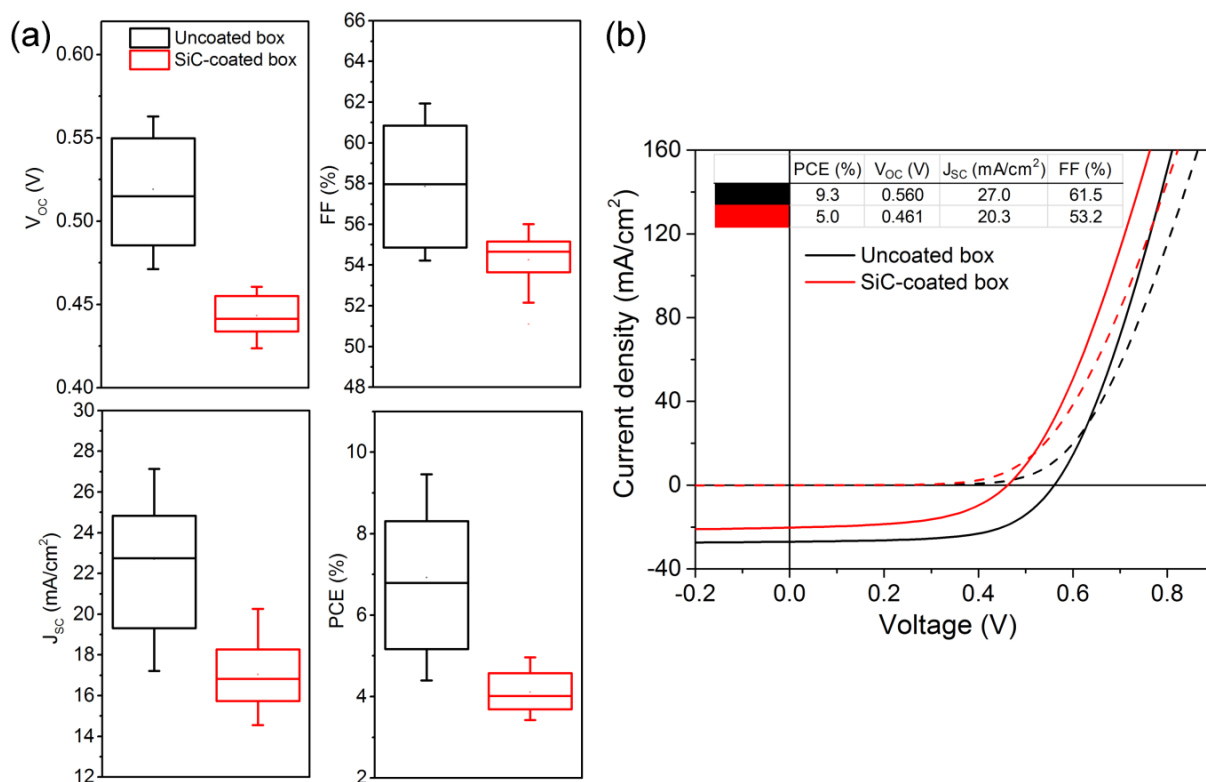 (a)
Uncoated box
SiC-coated box
0.60
0.55
0.50
0.45
0.40
V_OC (V)
66
64
62
60
58
56
54
52
50
48
FF (%)
30
28
26
24
22
20
18
16
14
12
J_SC (mA/cm²)
10
8
6
4
2
PCE (%)
(b)
PCE (%) V_OC (V) J_SC (mA/cm²) FF (%)
9.3 0.560 27.0 61.5
5.0 0.461 20.3 53.2
Uncoated box
SiC-coated box
160
120
80
40
0
-40
Current density (mA/cm²)
-0.2 0.0 0.2 0.4 0.6 0.8
Voltage (V)